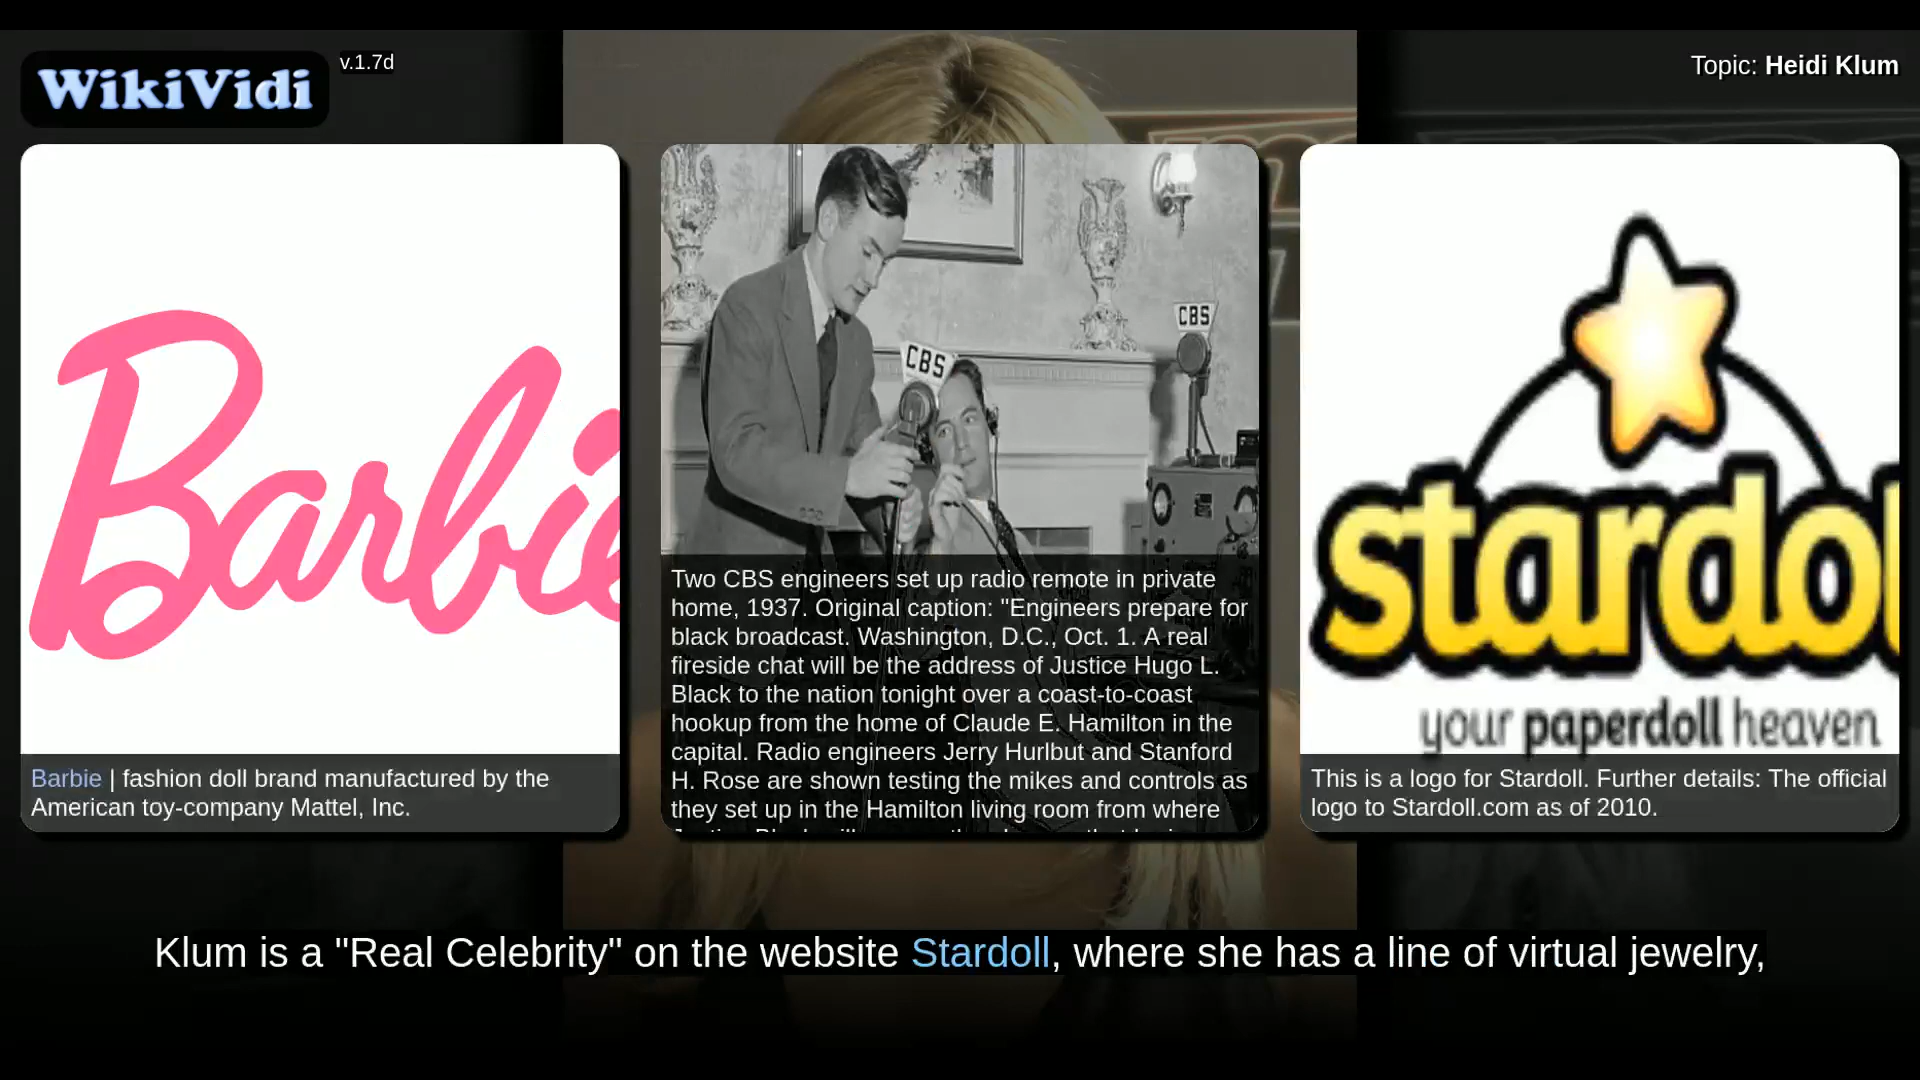 WikiVidi
v.1.7d
Topic: Heidi Klum
Barbie
Barbie | fashion doll brand manufactured by the
American toy-company Mattel, Inc.
CBS
CBS
Two CBS engineers set up radio remote in private
home, 1937. Original caption: "Engineers prepare for
black broadcast. Washington, D.C., Oct. 1. A real
fireside chat will be the address of Justice Hugo L.
Black to the nation tonight over a coast-to-coast
hookup from the home of Claude E. Hamilton in the
capital. Radio engineers Jerry Hurlbut and Stanford
H. Rose are shown testing the mikes and controls as
they set up in the Hamilton living room from where
stardol
your paperdoll heaven
This is a logo for Stardoll. Further details: The official
logo to Stardoll.com as of 2010.
Klum is a "Real Celebrity" on the website Stardoll, where she has a line of virtual jewelry,